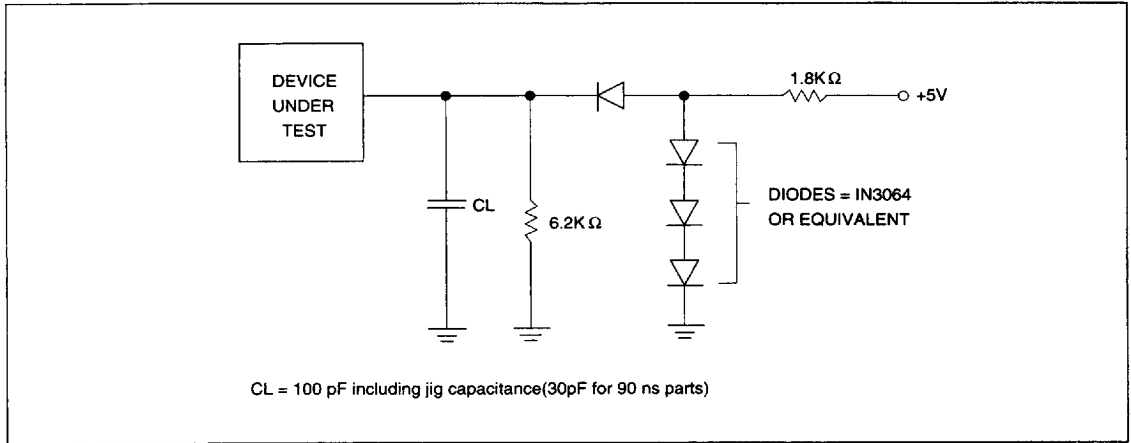 DEVICE
UNDER
TEST
1.8KΩ
+5V
CL
6.2KΩ
DIODES = IN3064
OR EQUIVALENT
CL = 100 pF including jig capacitance(30pF for 90 ns parts)